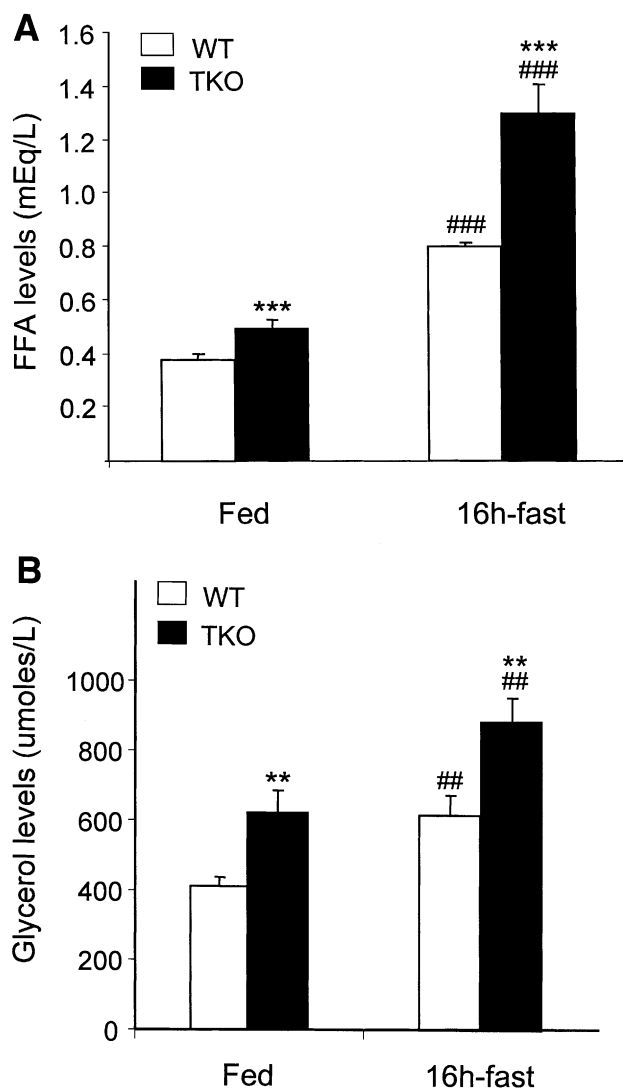 A
FFA levels (mEq/L)
1.6
1.4
1.2
1.0
0.8
0.6
0.4
0.2
WT
TKO
***
###
***
###
Fed 16h-fast
B
Glycerol levels (umoles/L)
1000
800
600
400
200
0
WT
TKO
**
##
**
##
Fed 16h-fast